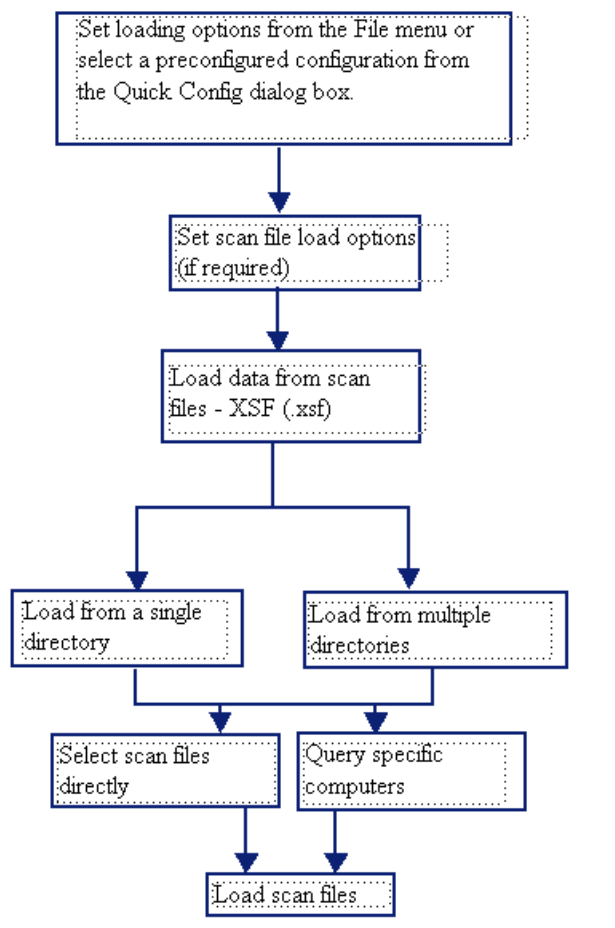 Set loading options from the File menu or
select a preconfigured configuration from
the Quick Config dialog box.
Set scan file load options
(if required)
Load data from scan
files - XSF (.xsf)
Load from a single
directory
Load from multiple
directories
Select scan files
directly
Query specific
computers
Load scan files